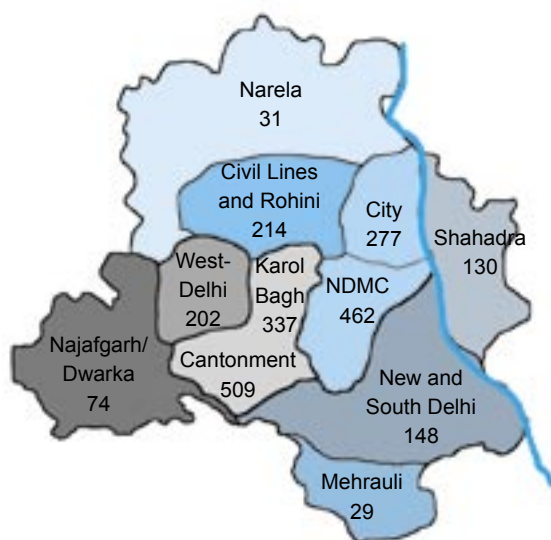 Narela
31
Civil Lines
and Rohini
214
City
277
Shahadra
130
West-
Delhi
202
Karol
Bagh
337
NDMC
462
Cantonment
509
Najafgarh/
Dwarka
74
New and
South Delhi
148
Mehrauli
29